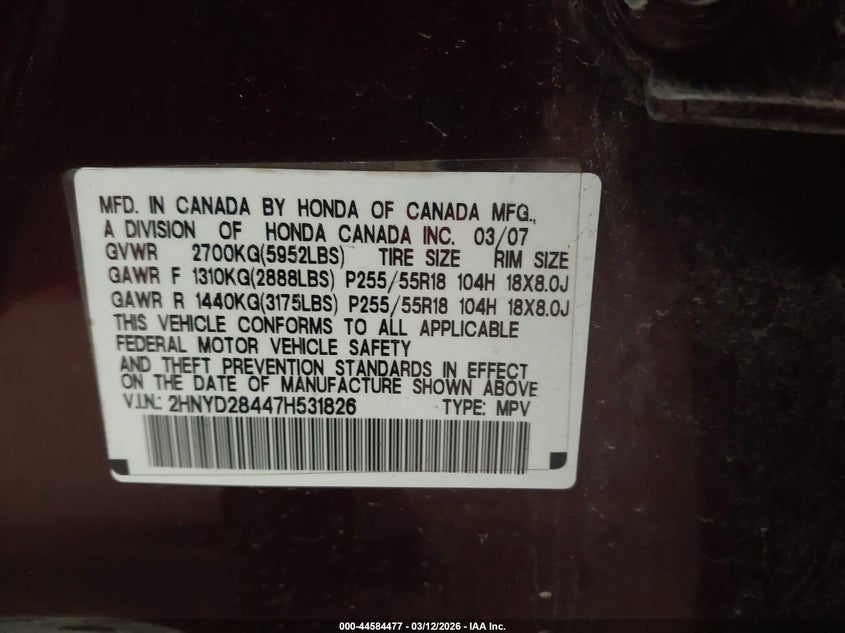 MFD. IN CANADA BY HONDA OF CANADA MFG.,
A DIVISION OF HONDA CANADA INC. 03/07
GVWR 2700KG(5952LBS) TIRE SIZE RIM SIZE
GAWR F 1310KG(2888LBS) P255/55R18 104H 18X8.0J
GAWR R 1440KG(3175LBS) P255/55R18 104H 18X8.0J
THIS VEHICLE CONFORMS TO ALL APPLICABLE
FEDERAL MOTOR VEHICLE SAFETY
AND THEFT PREVENTION STANDARDS IN EFFECT
ON THE DATE OF MANUFACTURE SHOWN ABOVE
V.I.N.: 2HNYD28447H531826 TYPE: MPV
000-44584477 - 03/12/2026 - IAA Inc.